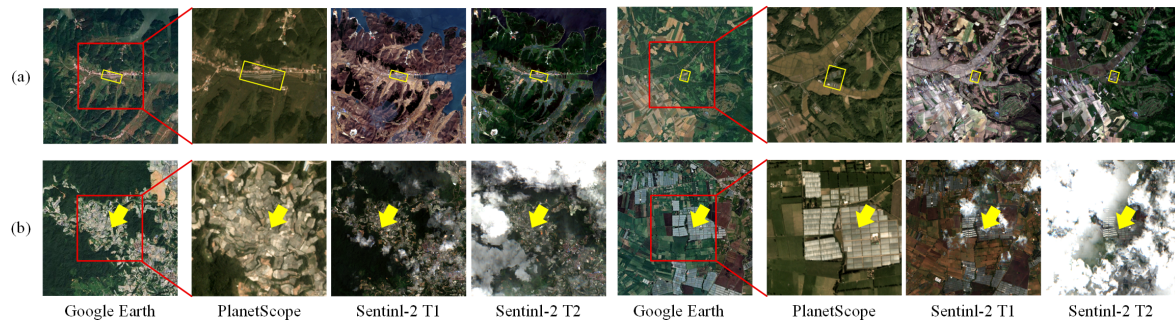 (a)
(b)
Google Earth PlanetScope Sentinl-2 T1 Sentinl-2 T2 Google Earth PlanetScope Sentinl-2 T1 Sentinl-2 T2